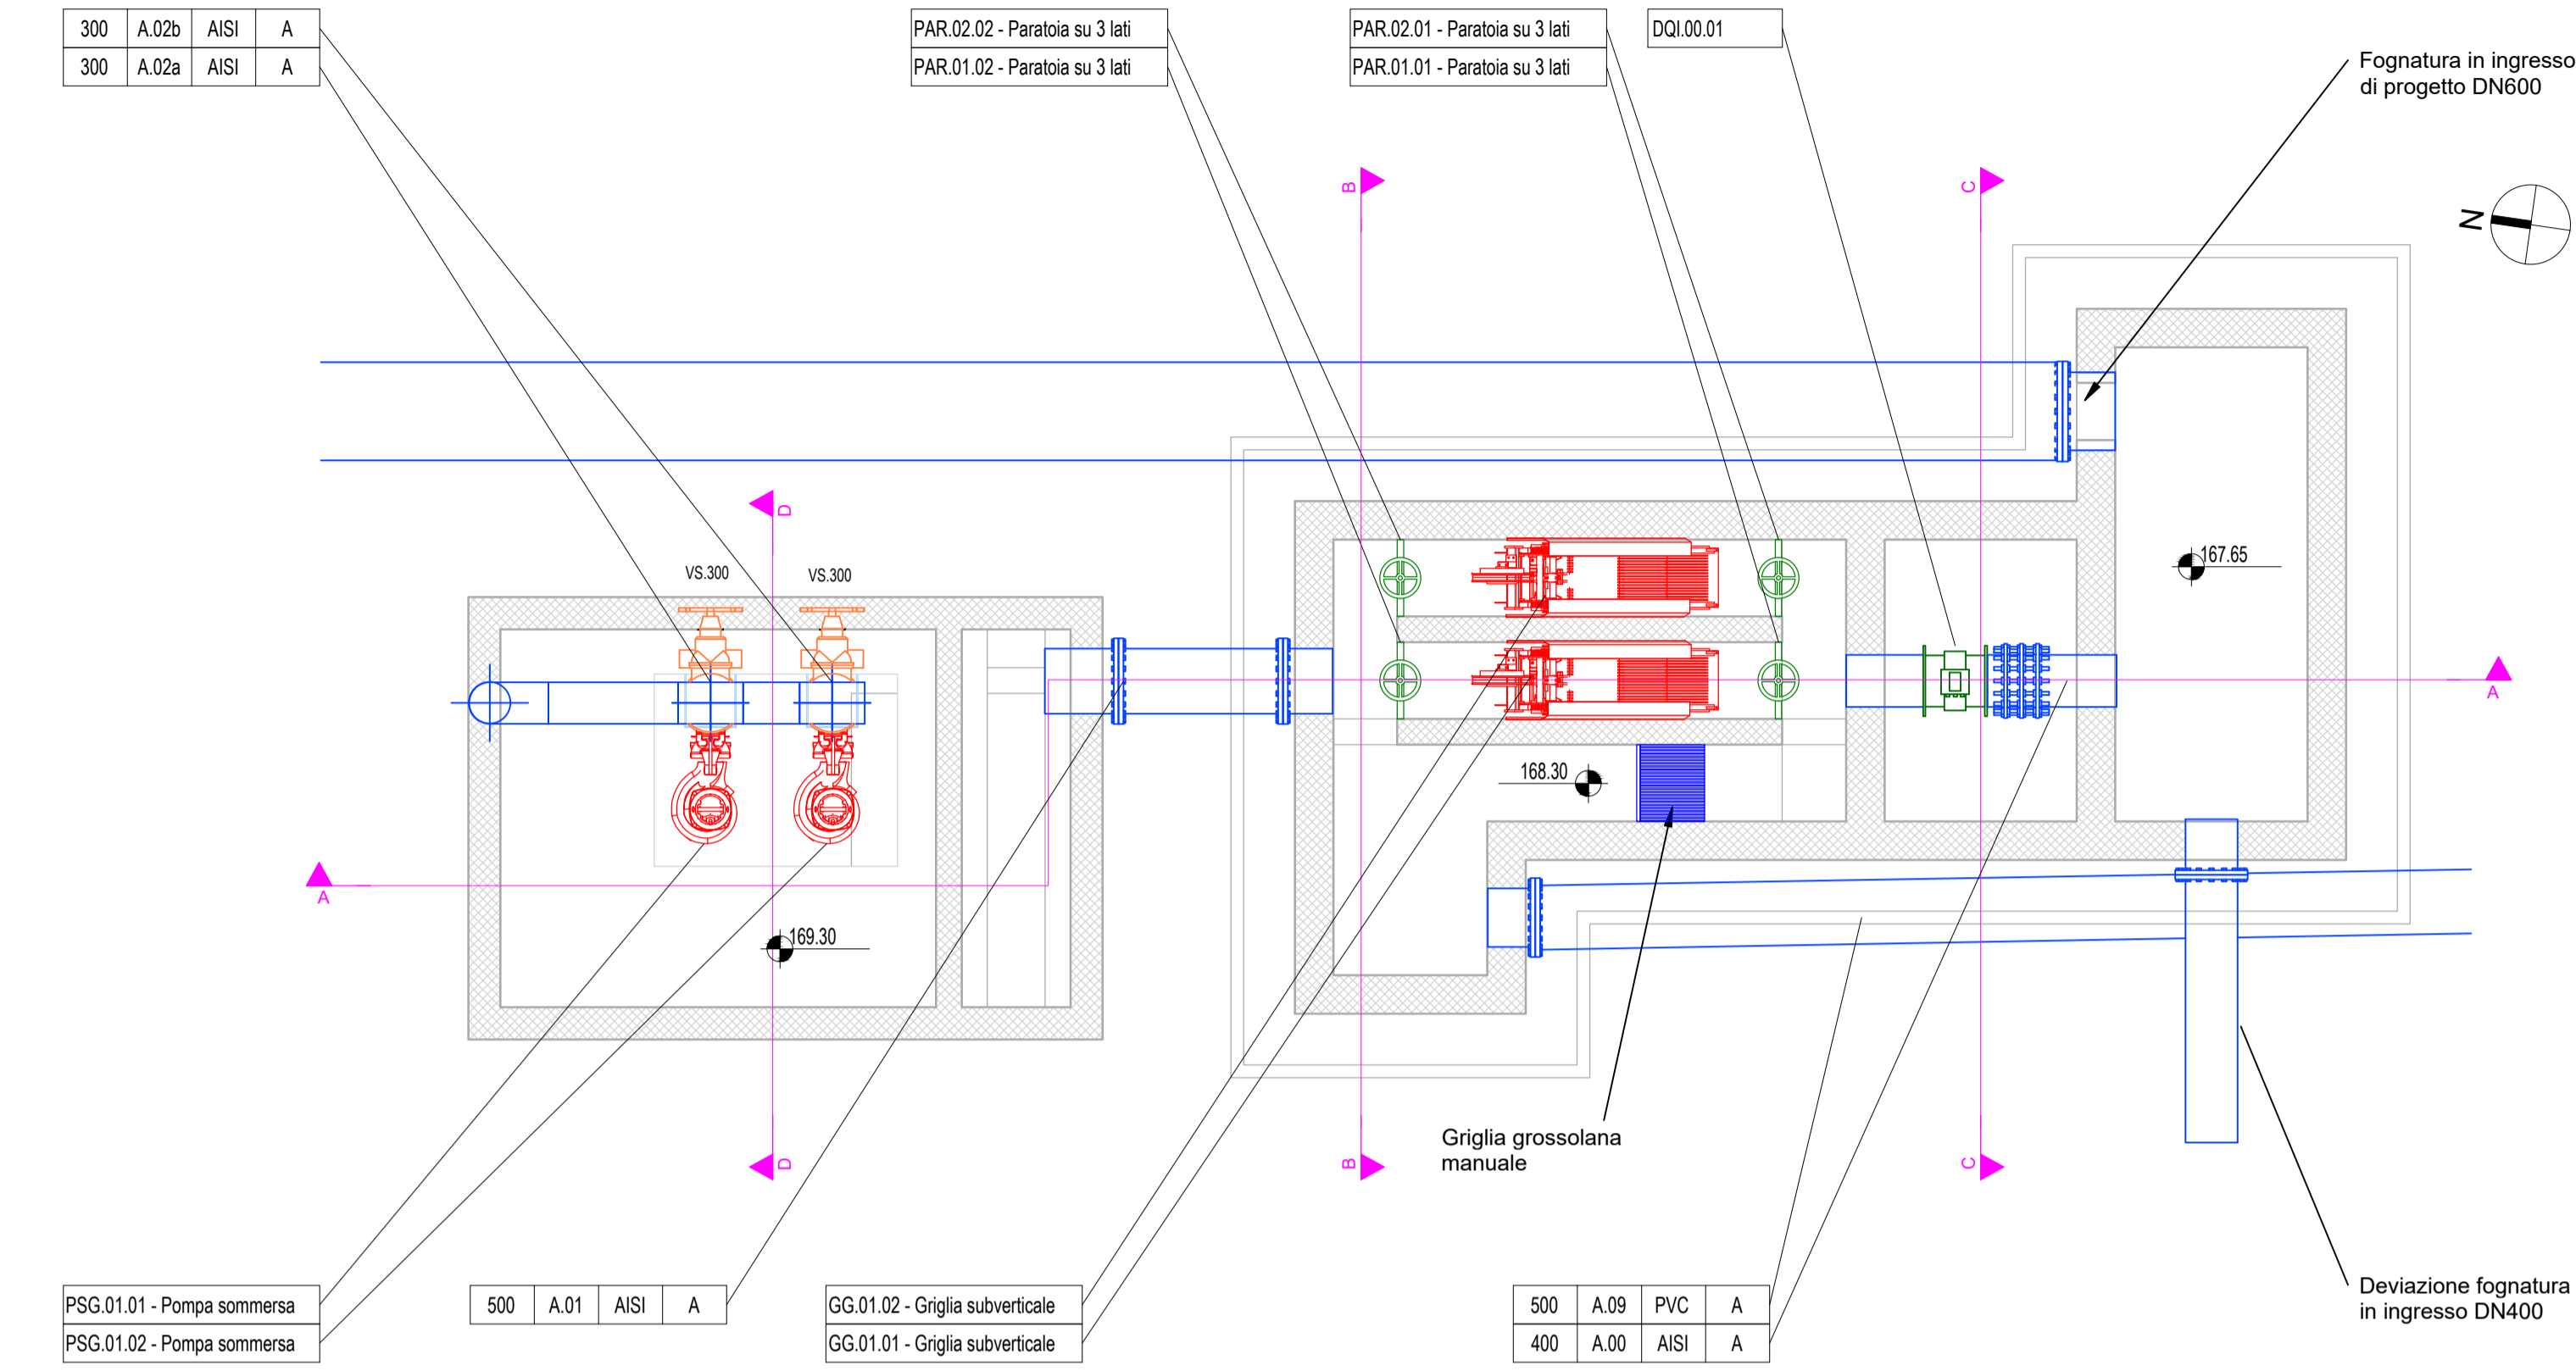 300 A.02b AISI A
300 A.02a AISI A
PAR.02.02 - Paratoia su 3 lati
PAR.01.02 - Paratoia su 3 lati
PAR.02.01 - Paratoia su 3 lati
PAR.01.01 - Paratoia su 3 lati
DQI.00.01
Fognatura in ingresso
di progetto DN600
N
B
C
D
VS.300
VS.300
167.65
168.30
169.30
A
A
D
B
C
Griglia grossolana
manuale
PSG.01.01 - Pompa sommersa
PSG.01.02 - Pompa sommersa
500 A.01 AISI A
GG.01.02 - Griglia subverticale
GG.01.01 - Griglia subverticale
500 A.09 PVC A
400 A.00 AISI A
Deviazione fognatura
in ingresso DN400